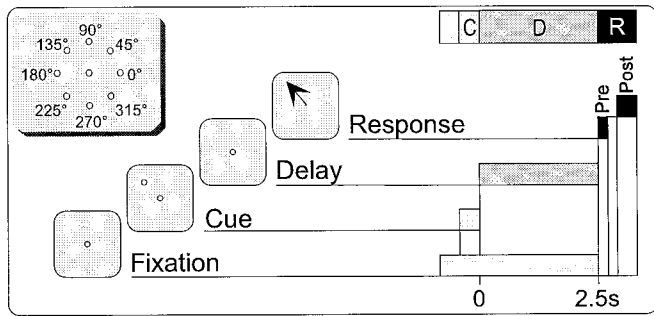 90°
135° 45°
180° 0°
225° 315°
270°
C D R
Pre
Post
Response
Delay
Cue
Fixation
0 2.5s